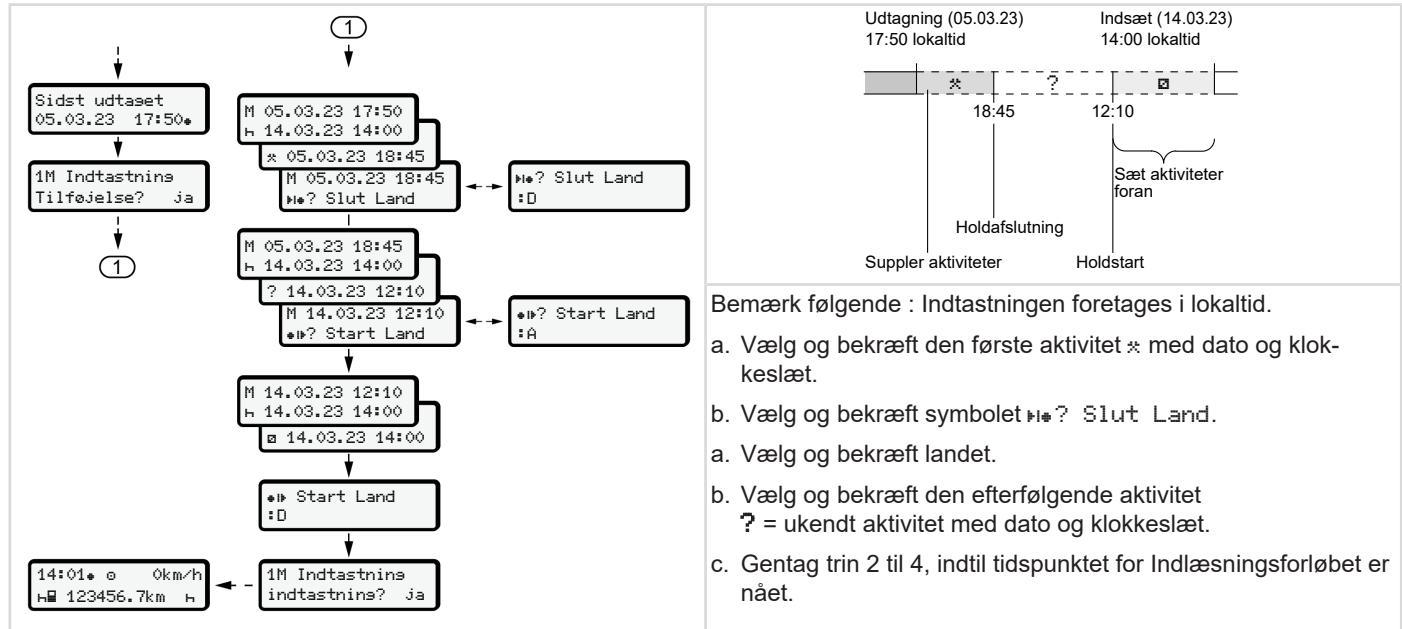 1
Sidst udtaget
05.03.23 17:50
1M Indtastning
Tilføjelse? ja
1
M 05.03.23 17:50
14.03.23 14:00
05.03.23 18:45
M 05.03.23 18:45
? Slut Land
? Slut Land
:D
M 05.03.23 18:45
14.03.23 14:00
? 14.03.23 12:10
M 14.03.23 12:10
? Start Land
? Start Land
:A
M 14.03.23 12:10
14.03.23 14:00
14.03.23 14:00
Start Land
:D
1M Indtastning
indtastning? ja
14:01 0km/h
123456.7km
Udtagning (05.03.23)
17:50 lokaltid
Indsæt (14.03.23)
14:00 lokaltid
?
18:45
12:10
Sæt aktiviteter
foran
Holdafslutning
Suppler aktiviteter
Holdstart
Bemærk følgende : Indtastningen foretages i lokaltid.
a. Vælg og bekræft den første aktivitet med dato og klok-
keslæt.
b. Vælg og bekræft symbolet ? Slut Land.
a. Vælg og bekræft landet.
b. Vælg og bekræft den efterfølgende aktivitet
? = ukendt aktivitet med dato og klokkeslæt.
c. Gentag trin 2 til 4, indtil tidspunktet for Indlæsningsforløbet er
nået.